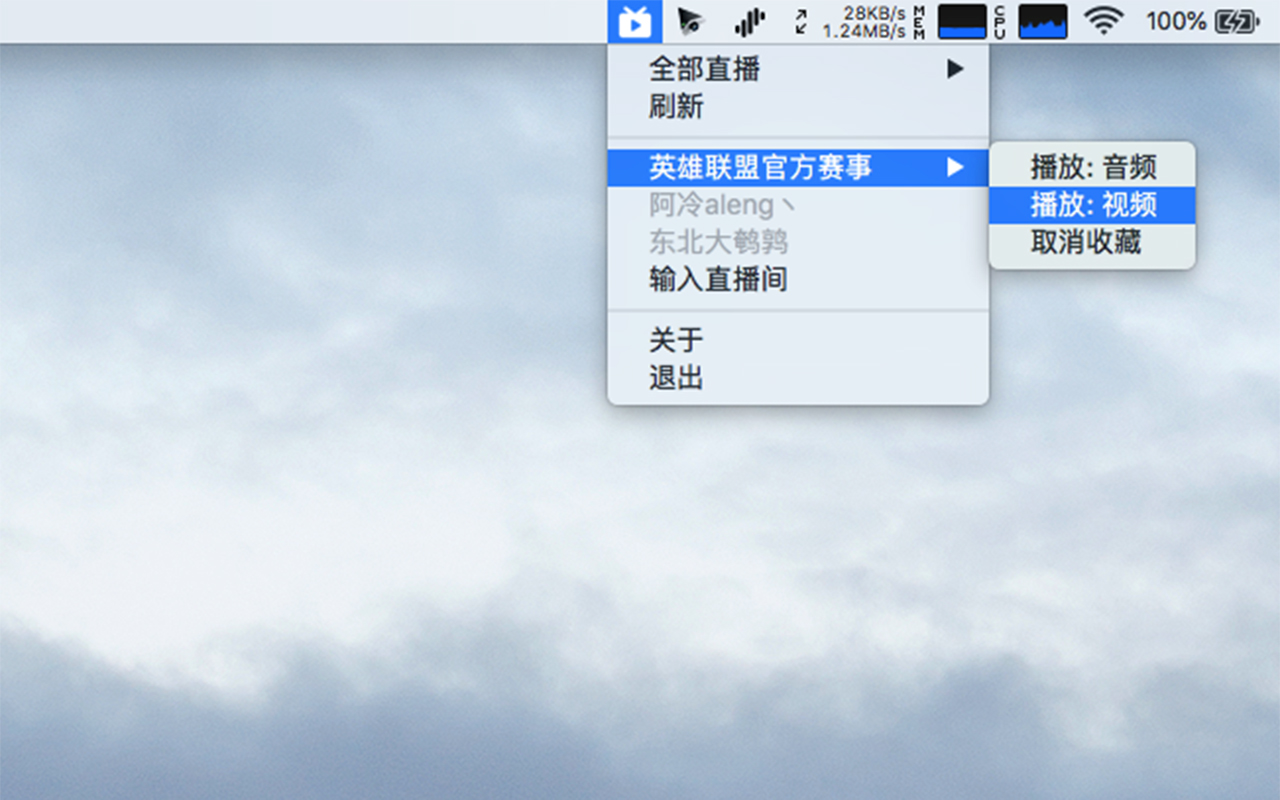 28KB/s
1.24MB/s
MEM
CPU
100%
全部直播
刷新
英雄联盟官方赛事
阿冷aleng丶
东北大鹌鹑
输入直播间
关于
退出
播放: 音频
播放: 视频
取消收藏